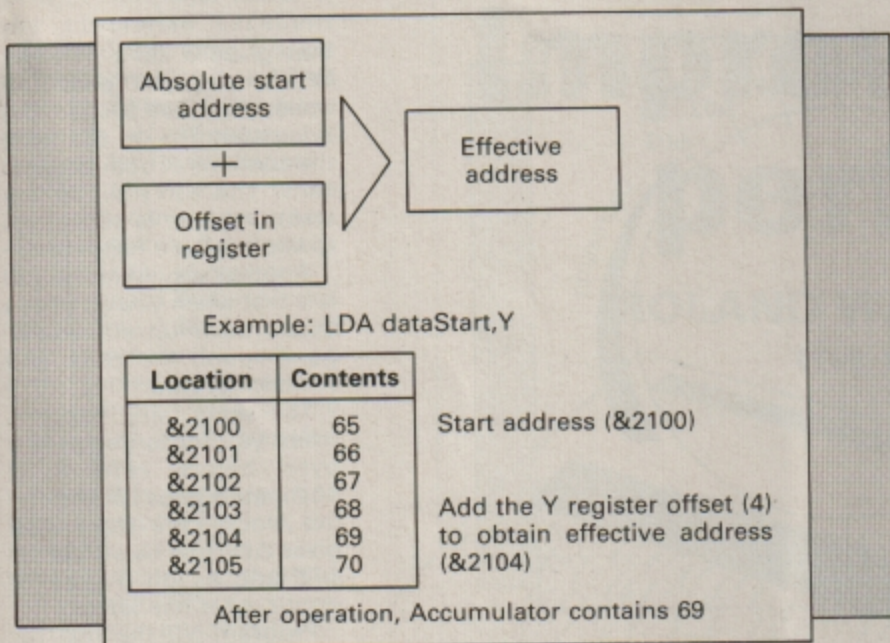 Absolute start
address
+
Offset in
register
Effective
address
Example: LDA dataStart,Y
Location Contents
&2100 65 Start address (&2100)
&2101 66
&2102 67
&2103 68 Add the Y register offset (4)
&2104 69 to obtain effective address
&2105 70 (&2104)
After operation, Accumulator contains 69